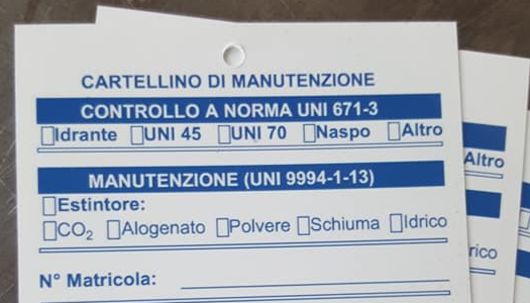 CARTELLINO DI MANUTENZIONE
CONTROLLO A NORMA UNI 671-3
Idrante UNI 45 UNI 70 Naspo Altro
MANUTENZIONE (UNI 9994-1-13)
Estintore:
CO₂ Alogenato Polvere Schiuma Idrico
N° Matricola:
Altro
rico